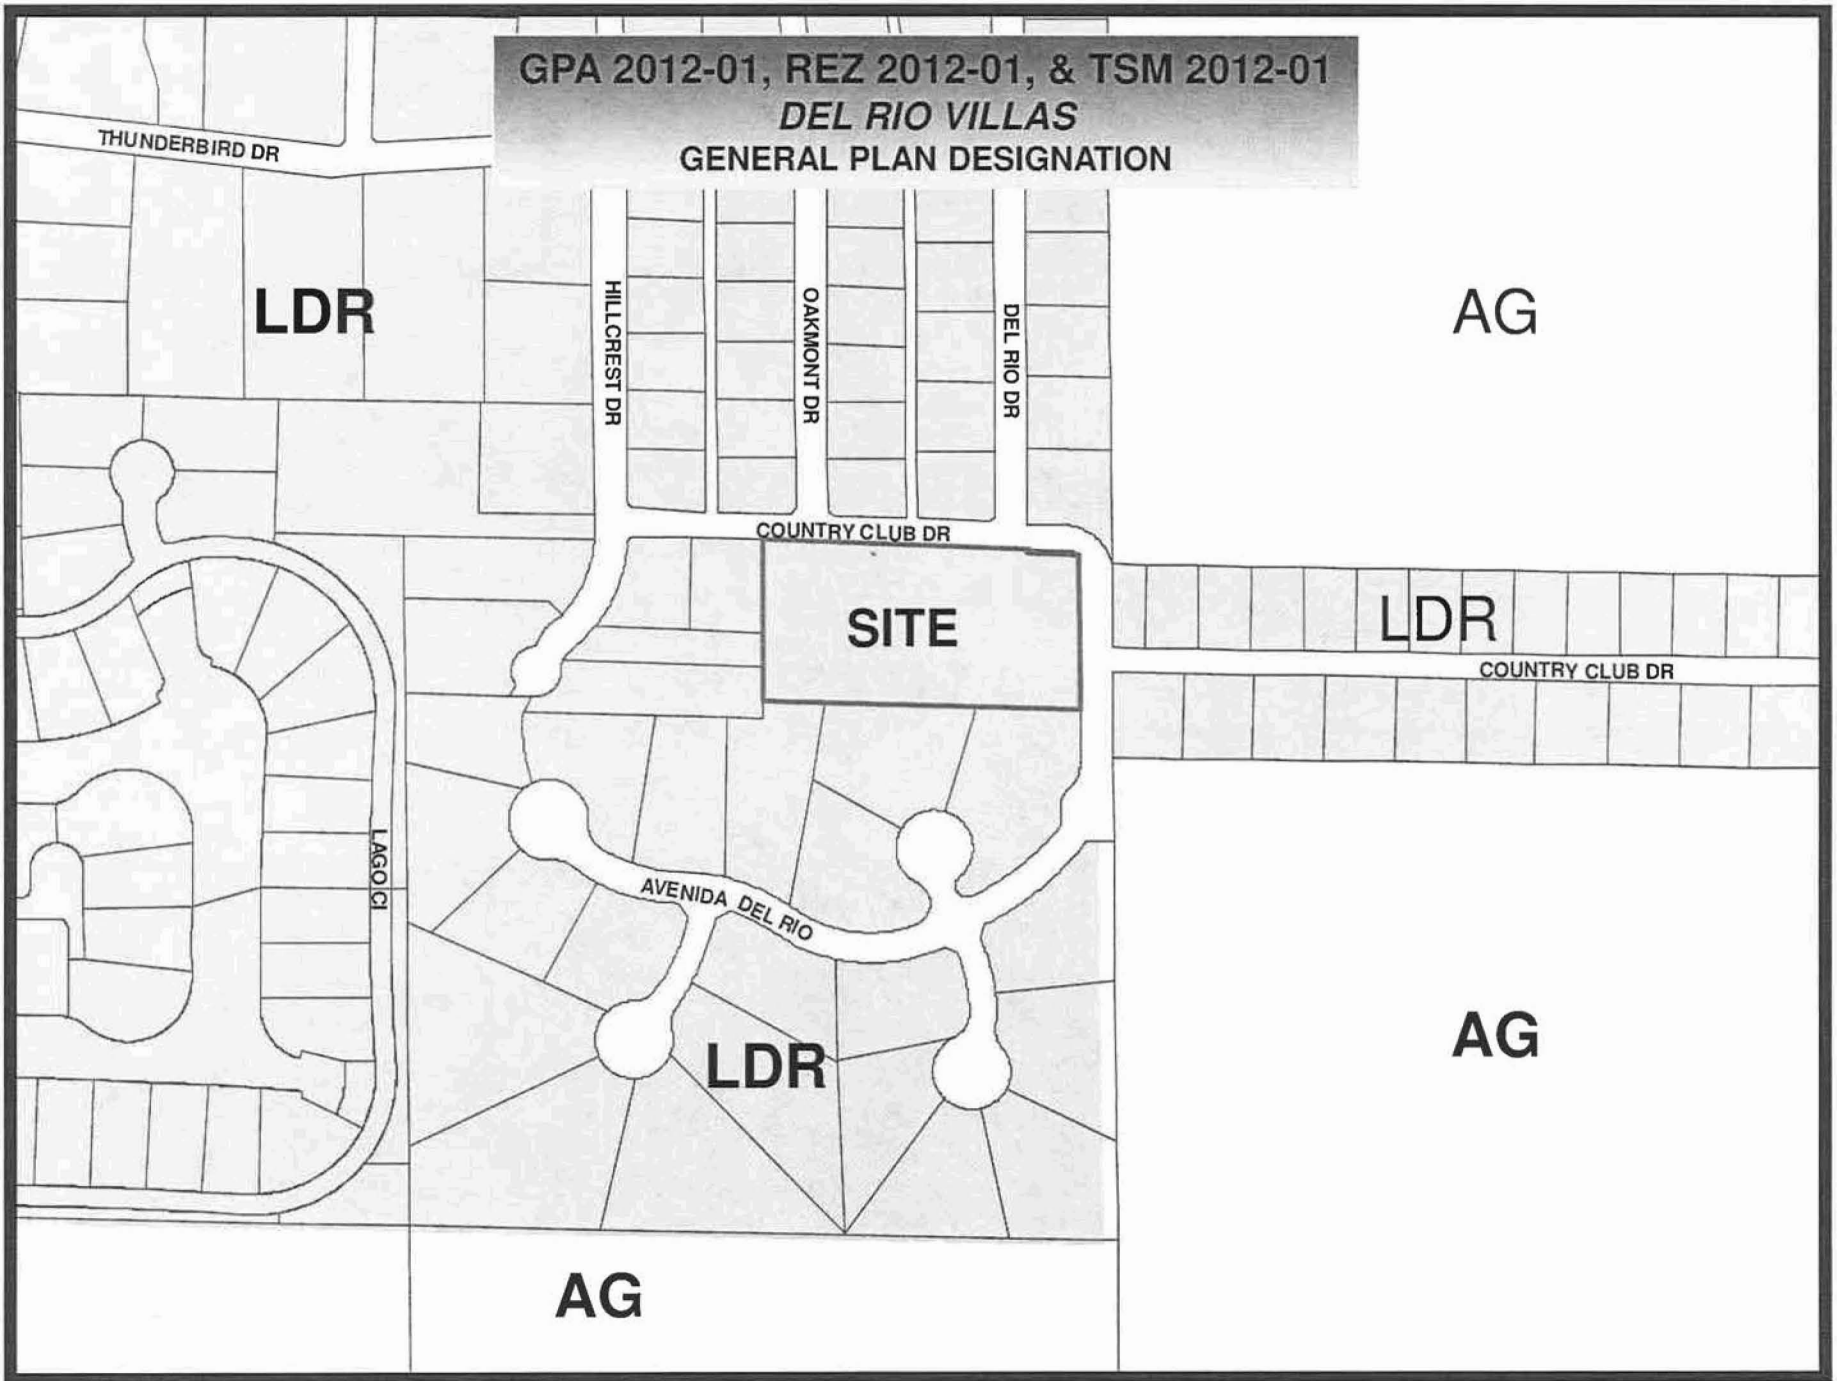 GPA 2012-01, REZ 2012-01, & TSM 2012-01
DEL RIO VILLAS
GENERAL PLAN DESIGNATION
THUNDERBIRD DR
LDR
HILLCREST DR
OAKMONT DR
DEL RIO DR
AG
COUNTRY CLUB DR
SITE
LDR
COUNTRY CLUB DR
LAGO CI
AVENIDA DEL RIO
LDR
AG
AG